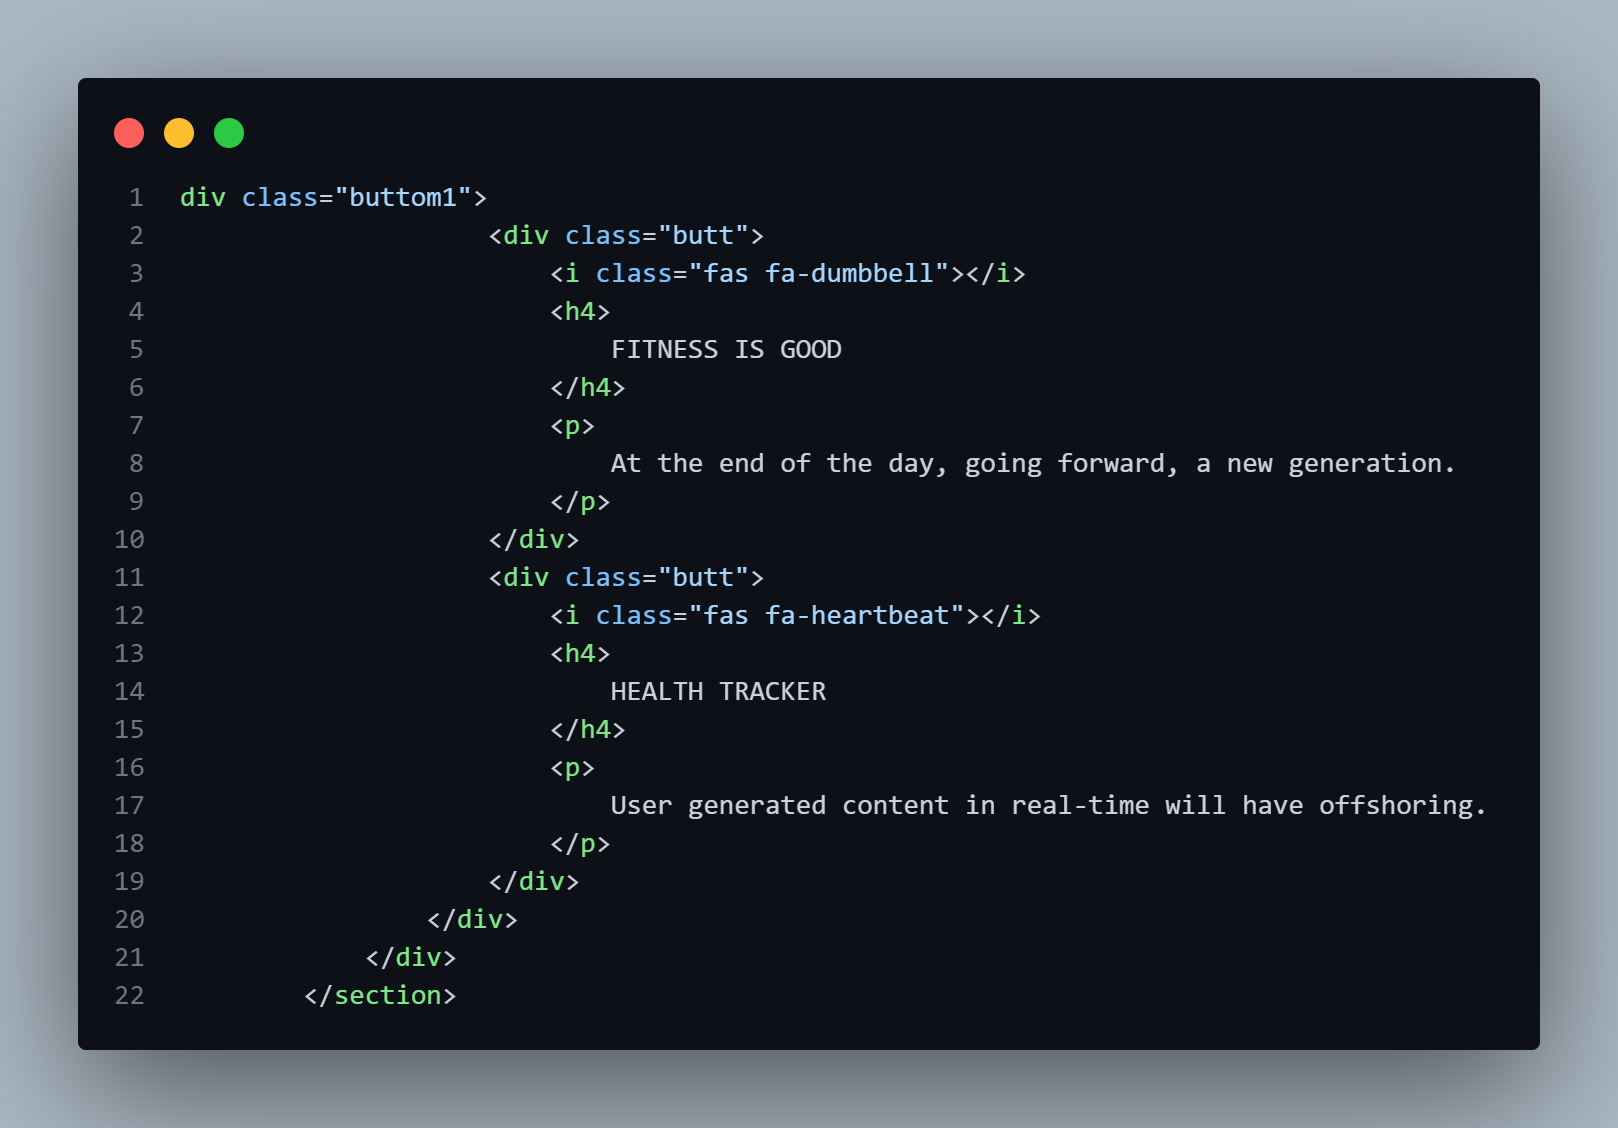 1 div class="buttom1">
2 <div class="butt">
3 <i class="fas fa-dumbbell"></i>
4 <h4>
5 FITNESS IS GOOD
6 </h4>
7 <p>
8 At the end of the day, going forward, a new generation.
9 </p>
10 </div>
11 <div class="butt">
12 <i class="fas fa-heartbeat"></i>
13 <h4>
14 HEALTH TRACKER
15 </h4>
16 <p>
17 User generated content in real-time will have offshoring.
18 </p>
19 </div>
20 </div>
21 </div>
22 </section>